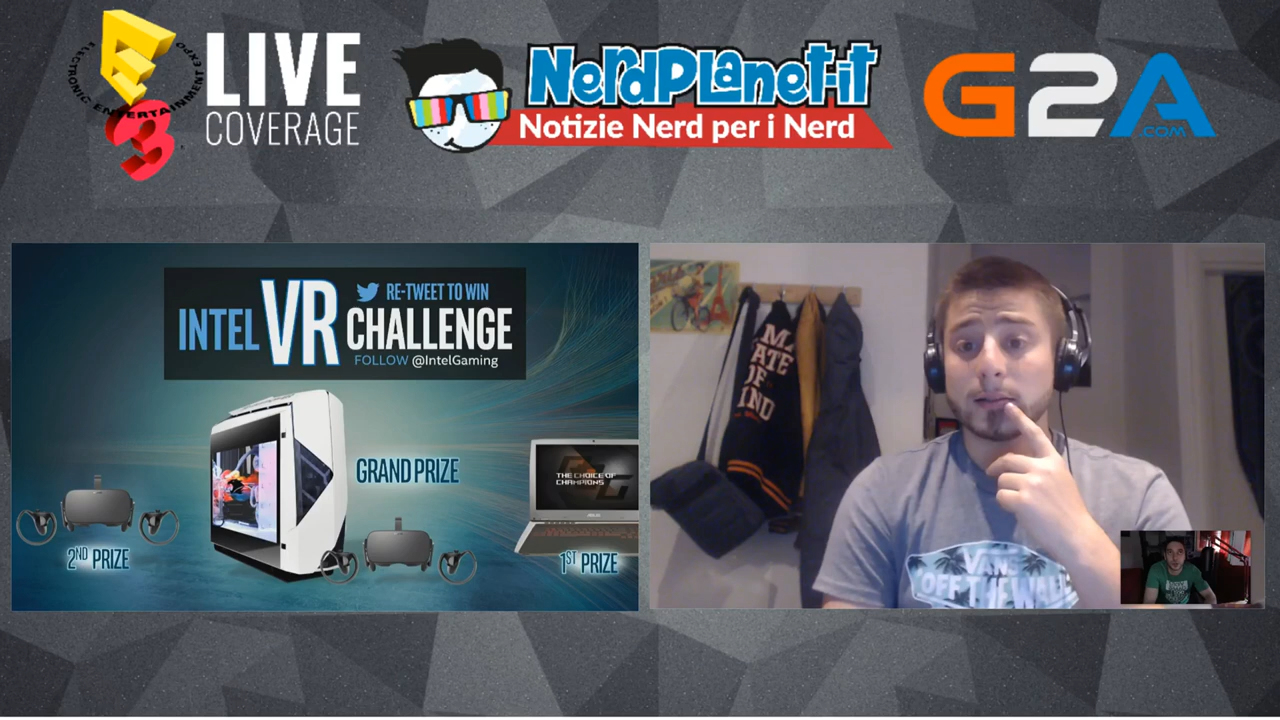 E3
ELECTRONIC ENTERTAINMENT EXPO
LIVE
COVERAGE
NerdPlanet.it
Notizie Nerd per i Nerd
G2A
.COM
RE-TWEET TO WIN
INTEL VR CHALLENGE
FOLLOW @IntelGaming
GRAND PRIZE
THE CHOICE OF
CHAMPIONS
2ND PRIZE
1ST PRIZE
OF
VANS
"OFF THE WALL